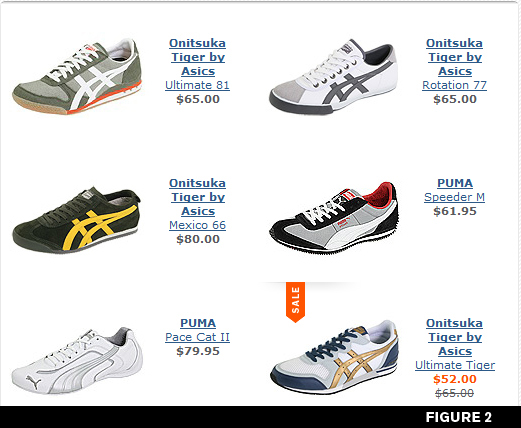 Onitsuka
Tiger by
Asics
Ultimate 81
$65.00
Onitsuka
Tiger by
Asics
Rotation 77
$65.00
Onitsuka
Tiger by
Asics
Mexico 66
$80.00
PUMA
Speeder M
$61.95
PUMA
Pace Cat II
$79.95
SALE
Onitsuka
Tiger by
Asics
Ultimate Tiger
$52.00
$65.00
FIGURE 2